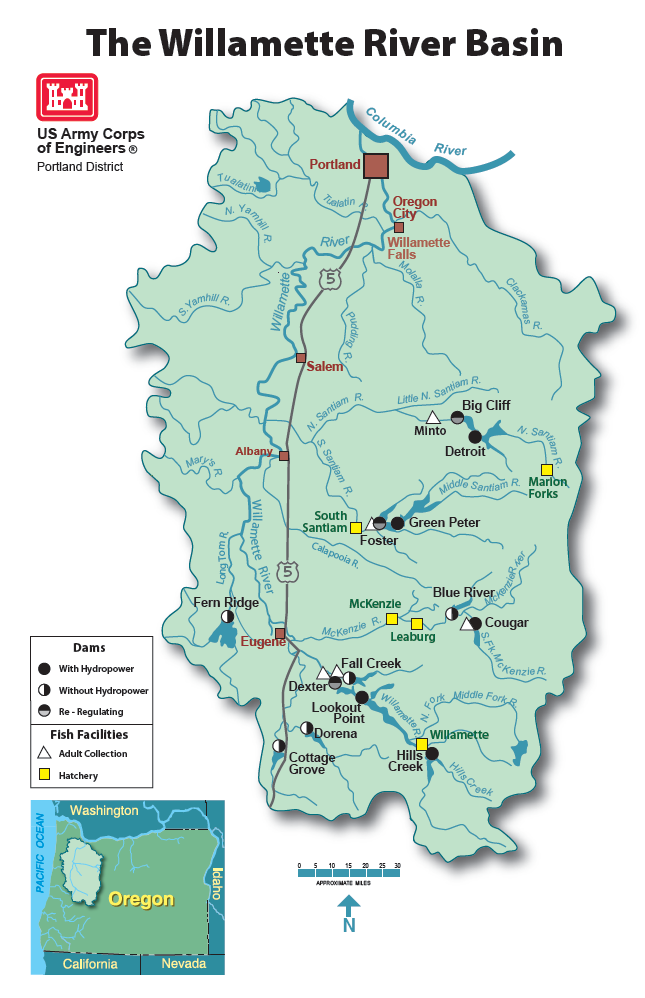 The Willamette River Basin
US Army Corps
of Engineers ®
Portland District
Columbia
River
Portland
Tualatin
Tualatin R.
Oregon
City
N. Yamhill R.
River
Willamette
Falls
5
Molalla R.
Clackamas R.
S. Yamhill R.
Willamette
Pudding R.
Salem
Little N. Santiam R.
N. Santiam R.
Big Cliff
Minto
N. Santiam R.
Detroit
S. Santiam R.
Albany
Mary's R.
Middle Santiam R.
Marion
Forks
Willamette River
South
Santiam
Green Peter
Foster
Long Tom R.
Calapooia R.
5
McKenzie River
Blue River
Fern Ridge
McKenzie
McKenzie R.
Leaburg
Cougar
Eugene
S. Fk. McKenzie R.
Fall Creek
Dexter
Lookout
Point
Willamette R.
N. Fork Middle Fork R.
Dorena
Willamette
Hills
Creek
Cottage
Grove
Hills Creek
Dams
With Hydropower
Without Hydropower
Re - Regulating
Fish Facilities
Adult Collection
Hatchery
Washington
PACIFIC OCEAN
Idaho
Oregon
California
Nevada
0 5 10 15 20 25 30
APPROXIMATE MILES
N